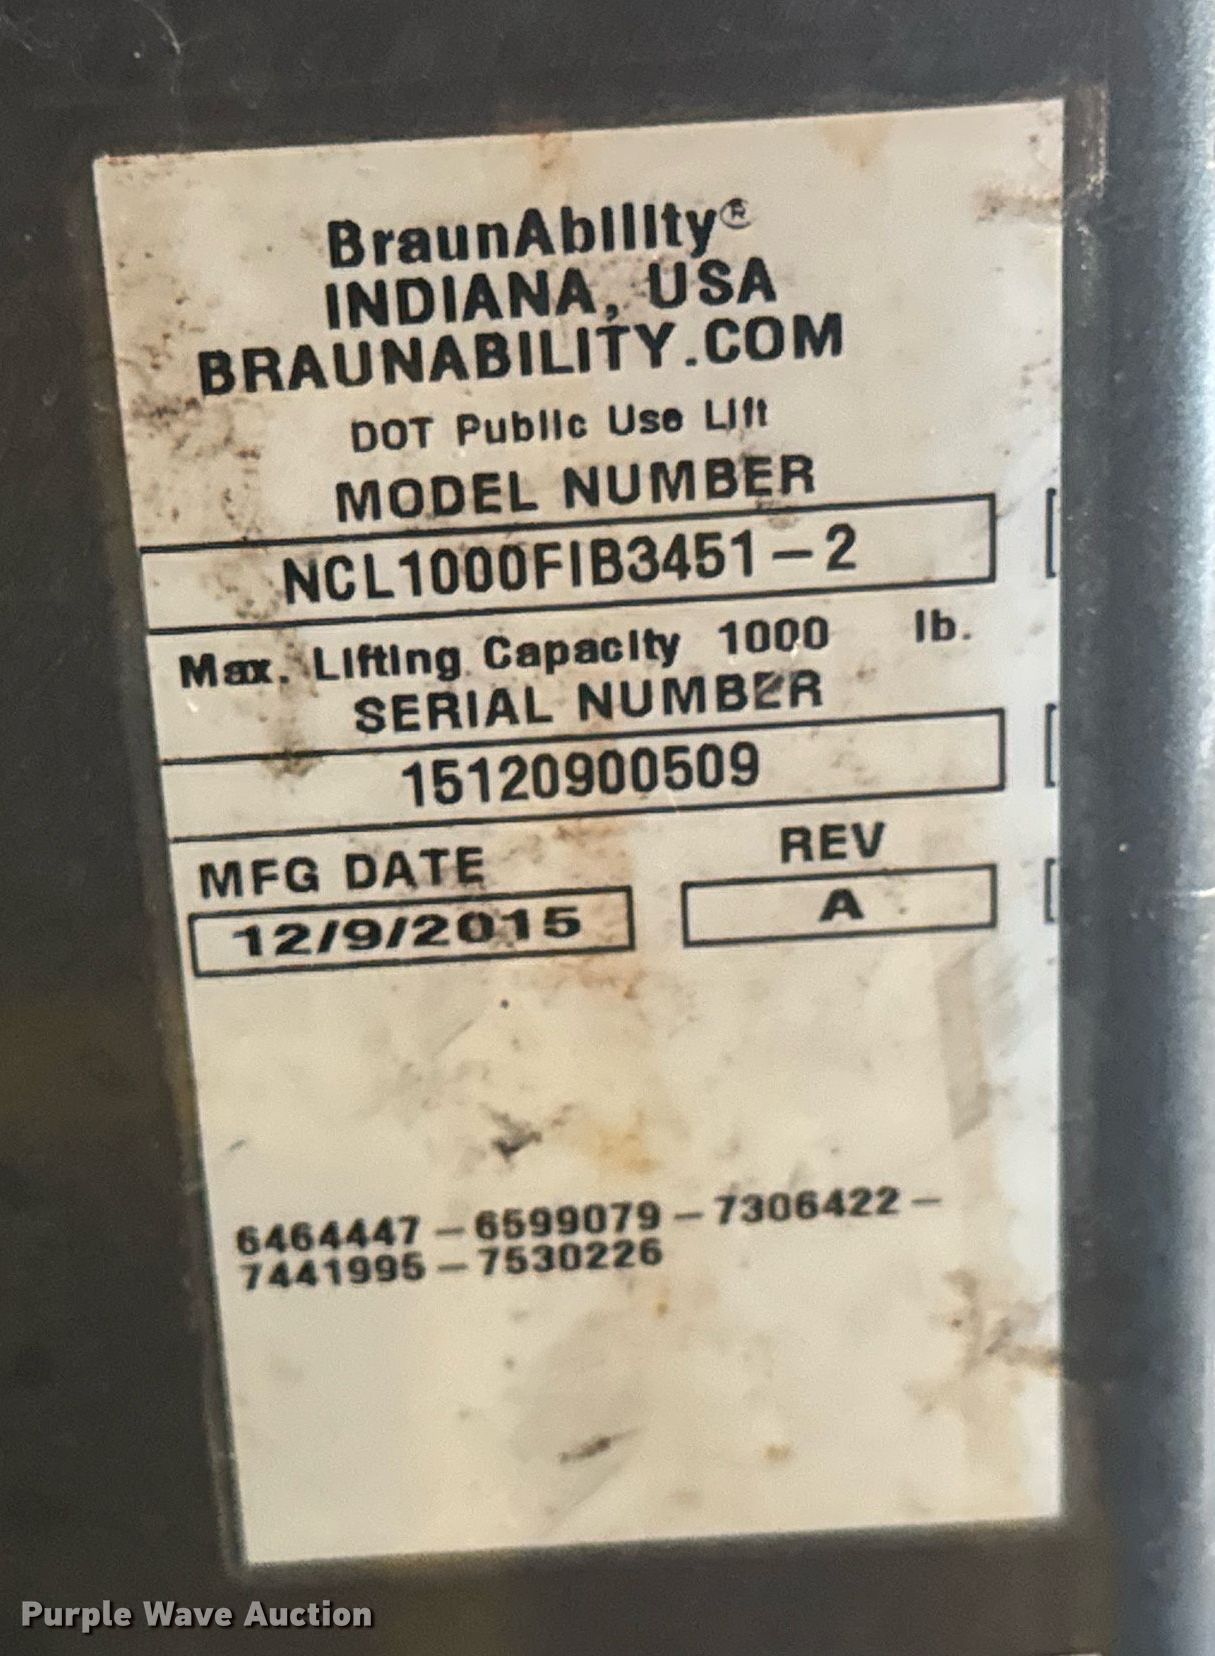 BraunAbility®
INDIANA, USA
BRAUNABILITY.COM
DOT Public Use Lift
MODEL NUMBER
NCL1000FIB3451-2
Max. Lifting Capacity 1000 lb.
SERIAL NUMBER
15120900509
MFG DATE REV
12/9/2015 A
6464447-6599079-7306422-
7441995-7530226
Purple Wave Auction